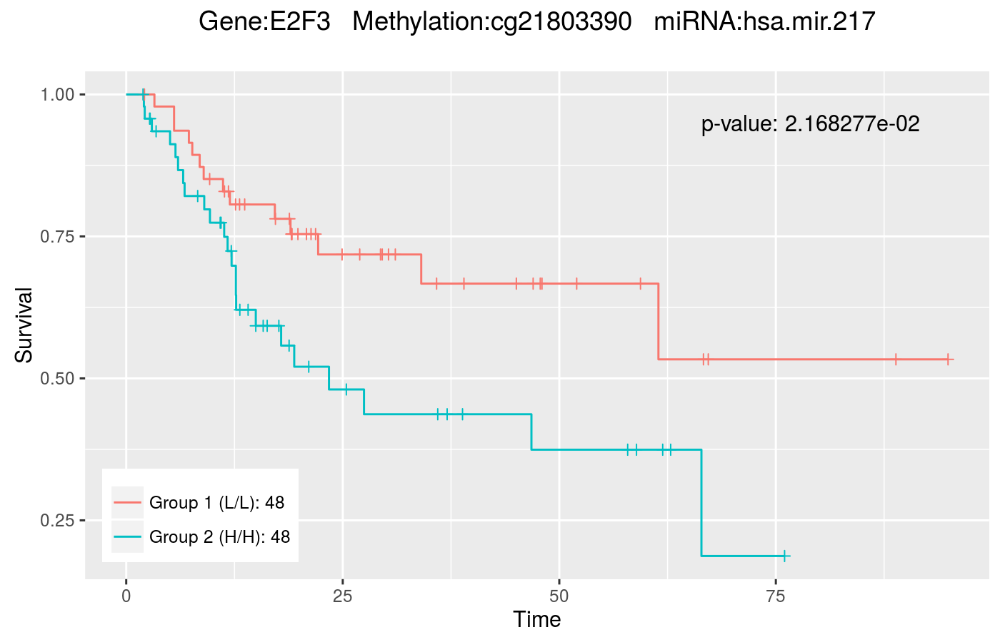 Gene:E2F3   Methylation:cg21803390   miRNA:hsa.mir.217
p-value: 2.168277e-02
Survival
1.00
0.75
0.50
0.25
Group 1 (L/L): 48
Group 2 (H/H): 48
0
25
50
75
Time